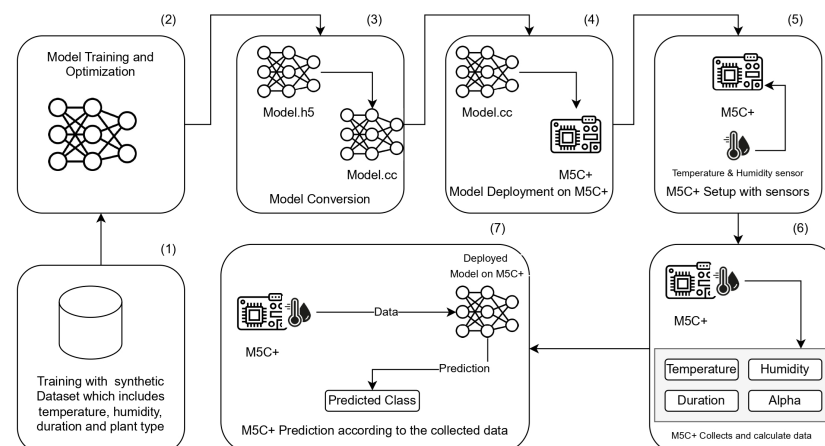 (1)
Training with synthetic
Dataset which includes
temperature, humidity,
duration and plant type
(2)
Model Training and
Optimization
(3)
Model.h5
Model.cc
Model Conversion
(4)
Model.cc
M5C+
Model Deployment on M5C+
(5)
M5C+
Temperature & Humidity sensor
M5C+ Setup with sensors
(6)
M5C+
Temperature
Humidity
Duration
Alpha
M5C+ Collects and calculate data
(7)
Deployed
Model on M5C+
M5C+
Data
Prediction
Predicted Class
M5C+ Prediction according to the collected data